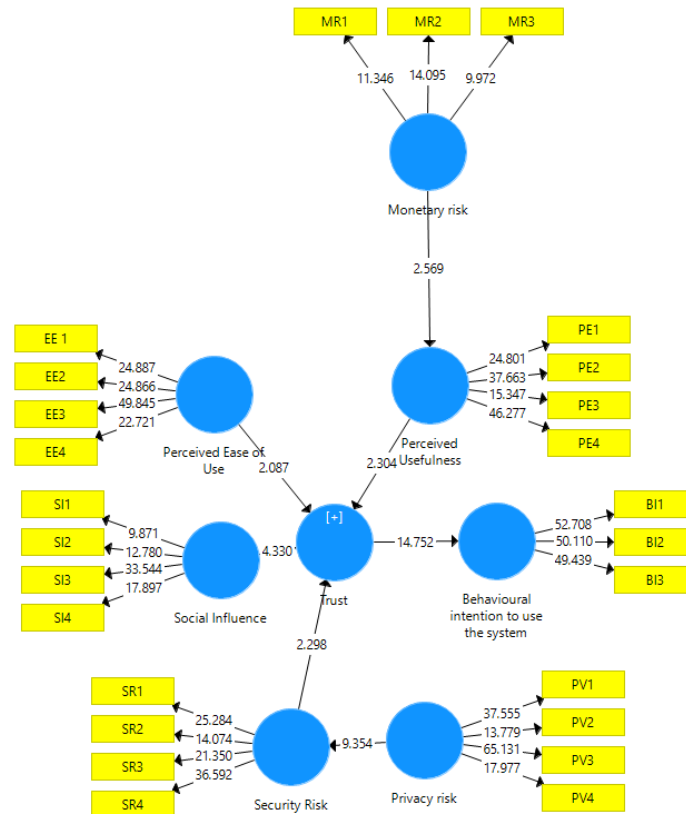 MR1 MR2 MR3
11.346 14.095 9.972
Monetary risk
2.569
EE 1
EE2
EE3
EE4
24.887
24.866
49.845
22.721
Perceived Ease of
Use
2.087
PE1
PE2
PE3
PE4
24.801
37.663
15.347
46.277
Perceived
Usefulness
2.304
SI1
SI2
SI3
SI4
9.871
12.780
33.544
17.897
Social Influence
4.330
[+]
Trust
14.752
BI1
BI2
BI3
52.708
50.110
49.439
Behavioural
intention to use
the system
2.298
SR1
SR2
SR3
SR4
25.284
14.074
21.350
36.592
Security Risk
9.354
PV1
PV2
PV3
PV4
37.555
13.779
65.131
17.977
Privacy risk